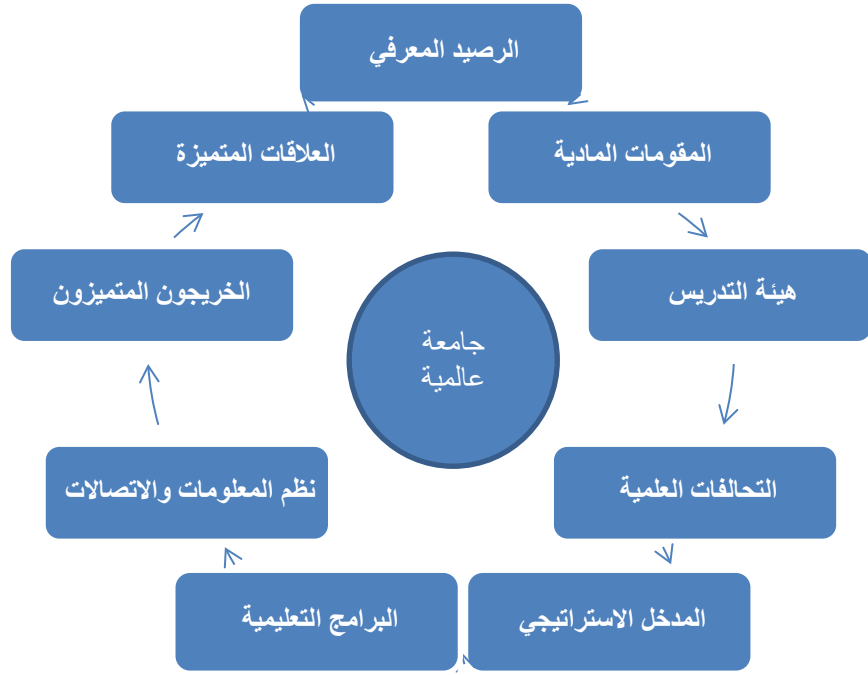 الرصيد المعرفي
المقومات المادية
هيئة التدريس
التحالفات العلمية
المدخل الاستراتيجي
البرامج التعليمية
نظم المعلومات والاتصالات
الخريجون المتميزون
العلاقات المتميزة
جامعة
عالمية